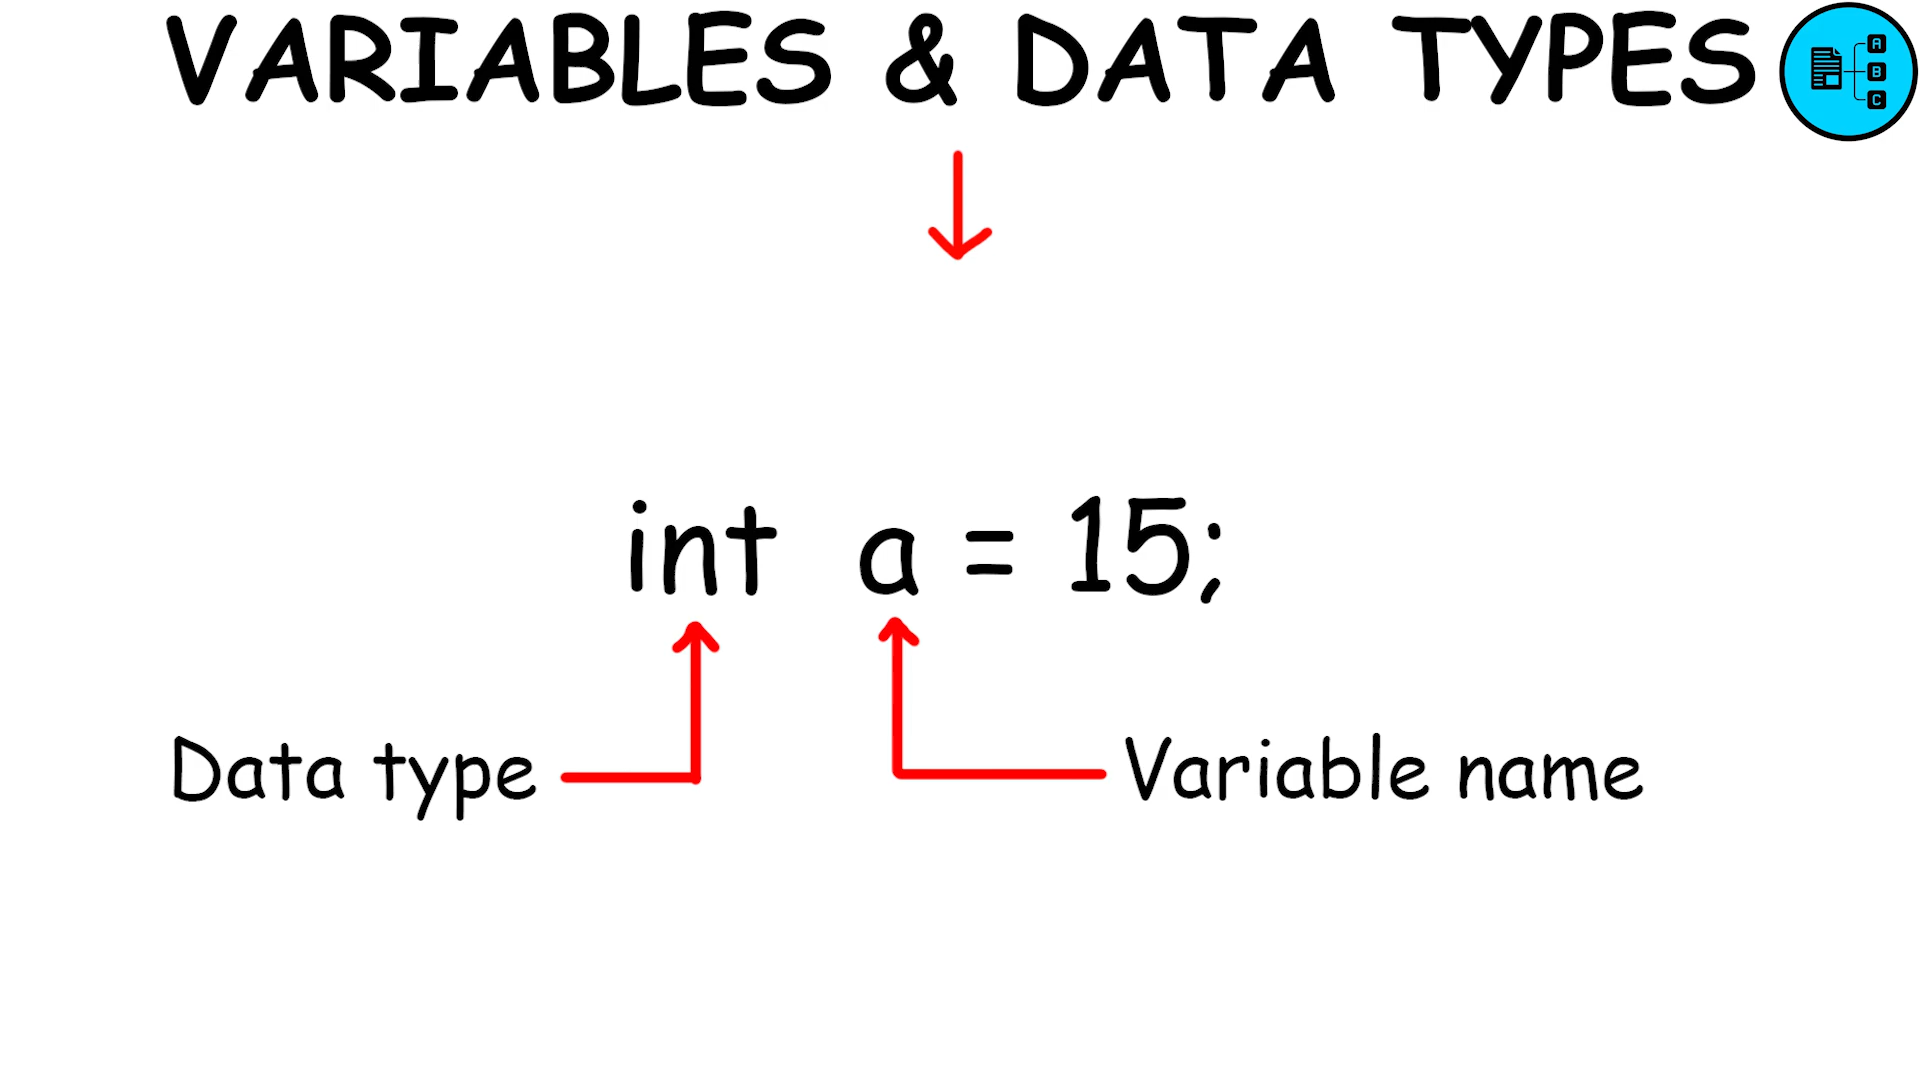 VARIABLES & DATA TYPES
A
B
C
int a = 15;
Data type
Variable name